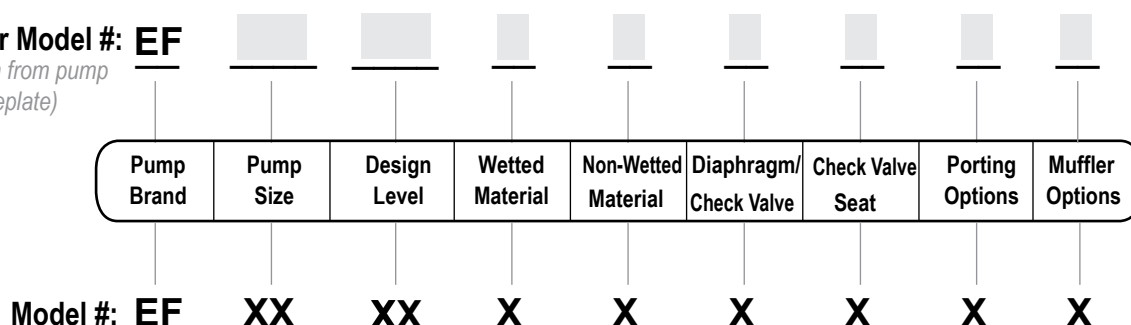 r Model #: EF
from pump
eplate)
Pump Brand
Pump Size
Design Level
Wetted Material
Non-Wetted Material
Diaphragm/ Check Valve
Check Valve Seat
Porting Options
Muffler Options
Model #: EF XX XX X X X X X X